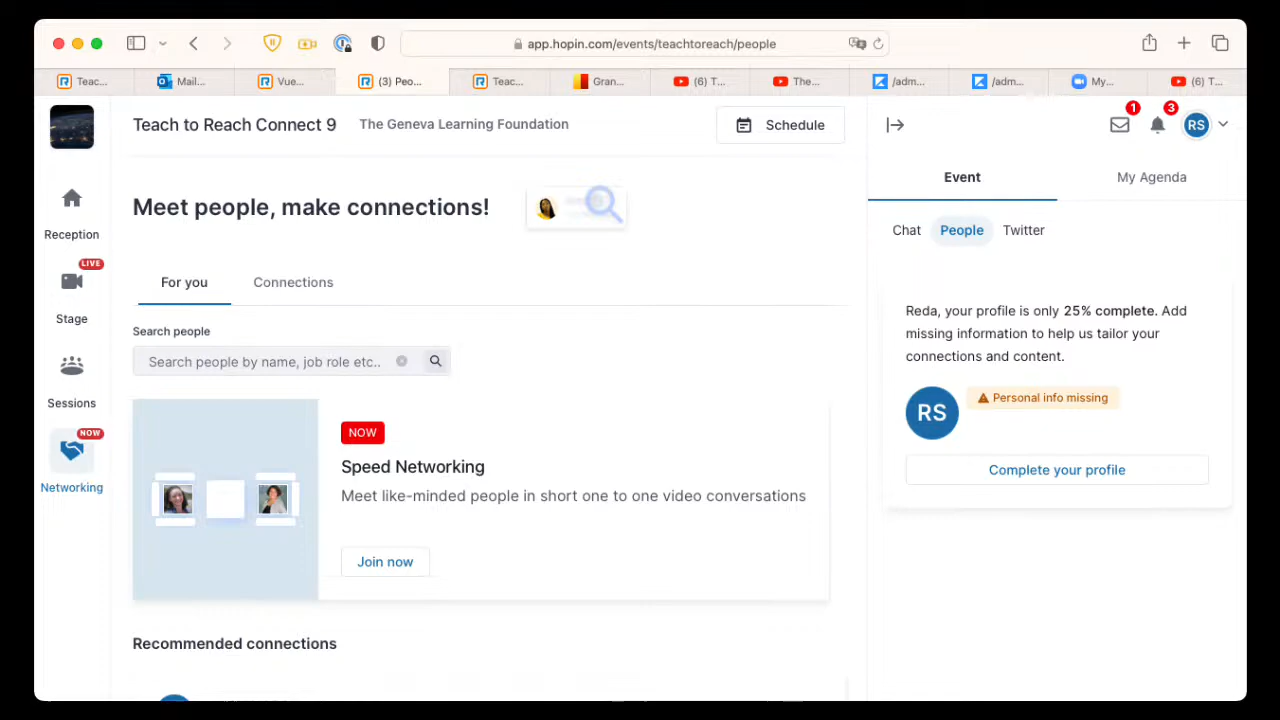 app.hopin.com/events/teachtoreach/people
Teac...
Mail...
Vue...
(3) Peo...
Teac...
Gran...
(6) T...
The...
/adm...
/adm...
My...
(6) T...
Teach to Reach Connect 9
The Geneva Learning Foundation
Schedule
1
3
RS
Event
My Agenda
Meet people, make connections!
Reception
Chat
People
Twitter
LIVE
Stage
For you
Connections
Reda, your profile is only 25% complete. Add
missing information to help us tailor your
connections and content.
Search people
Search people by name, job role etc..
Sessions
RS
Personal info missing
NOW
Networking
NOW
Speed Networking
Meet like-minded people in short one to one video conversations
Complete your profile
Join now
Recommended connections